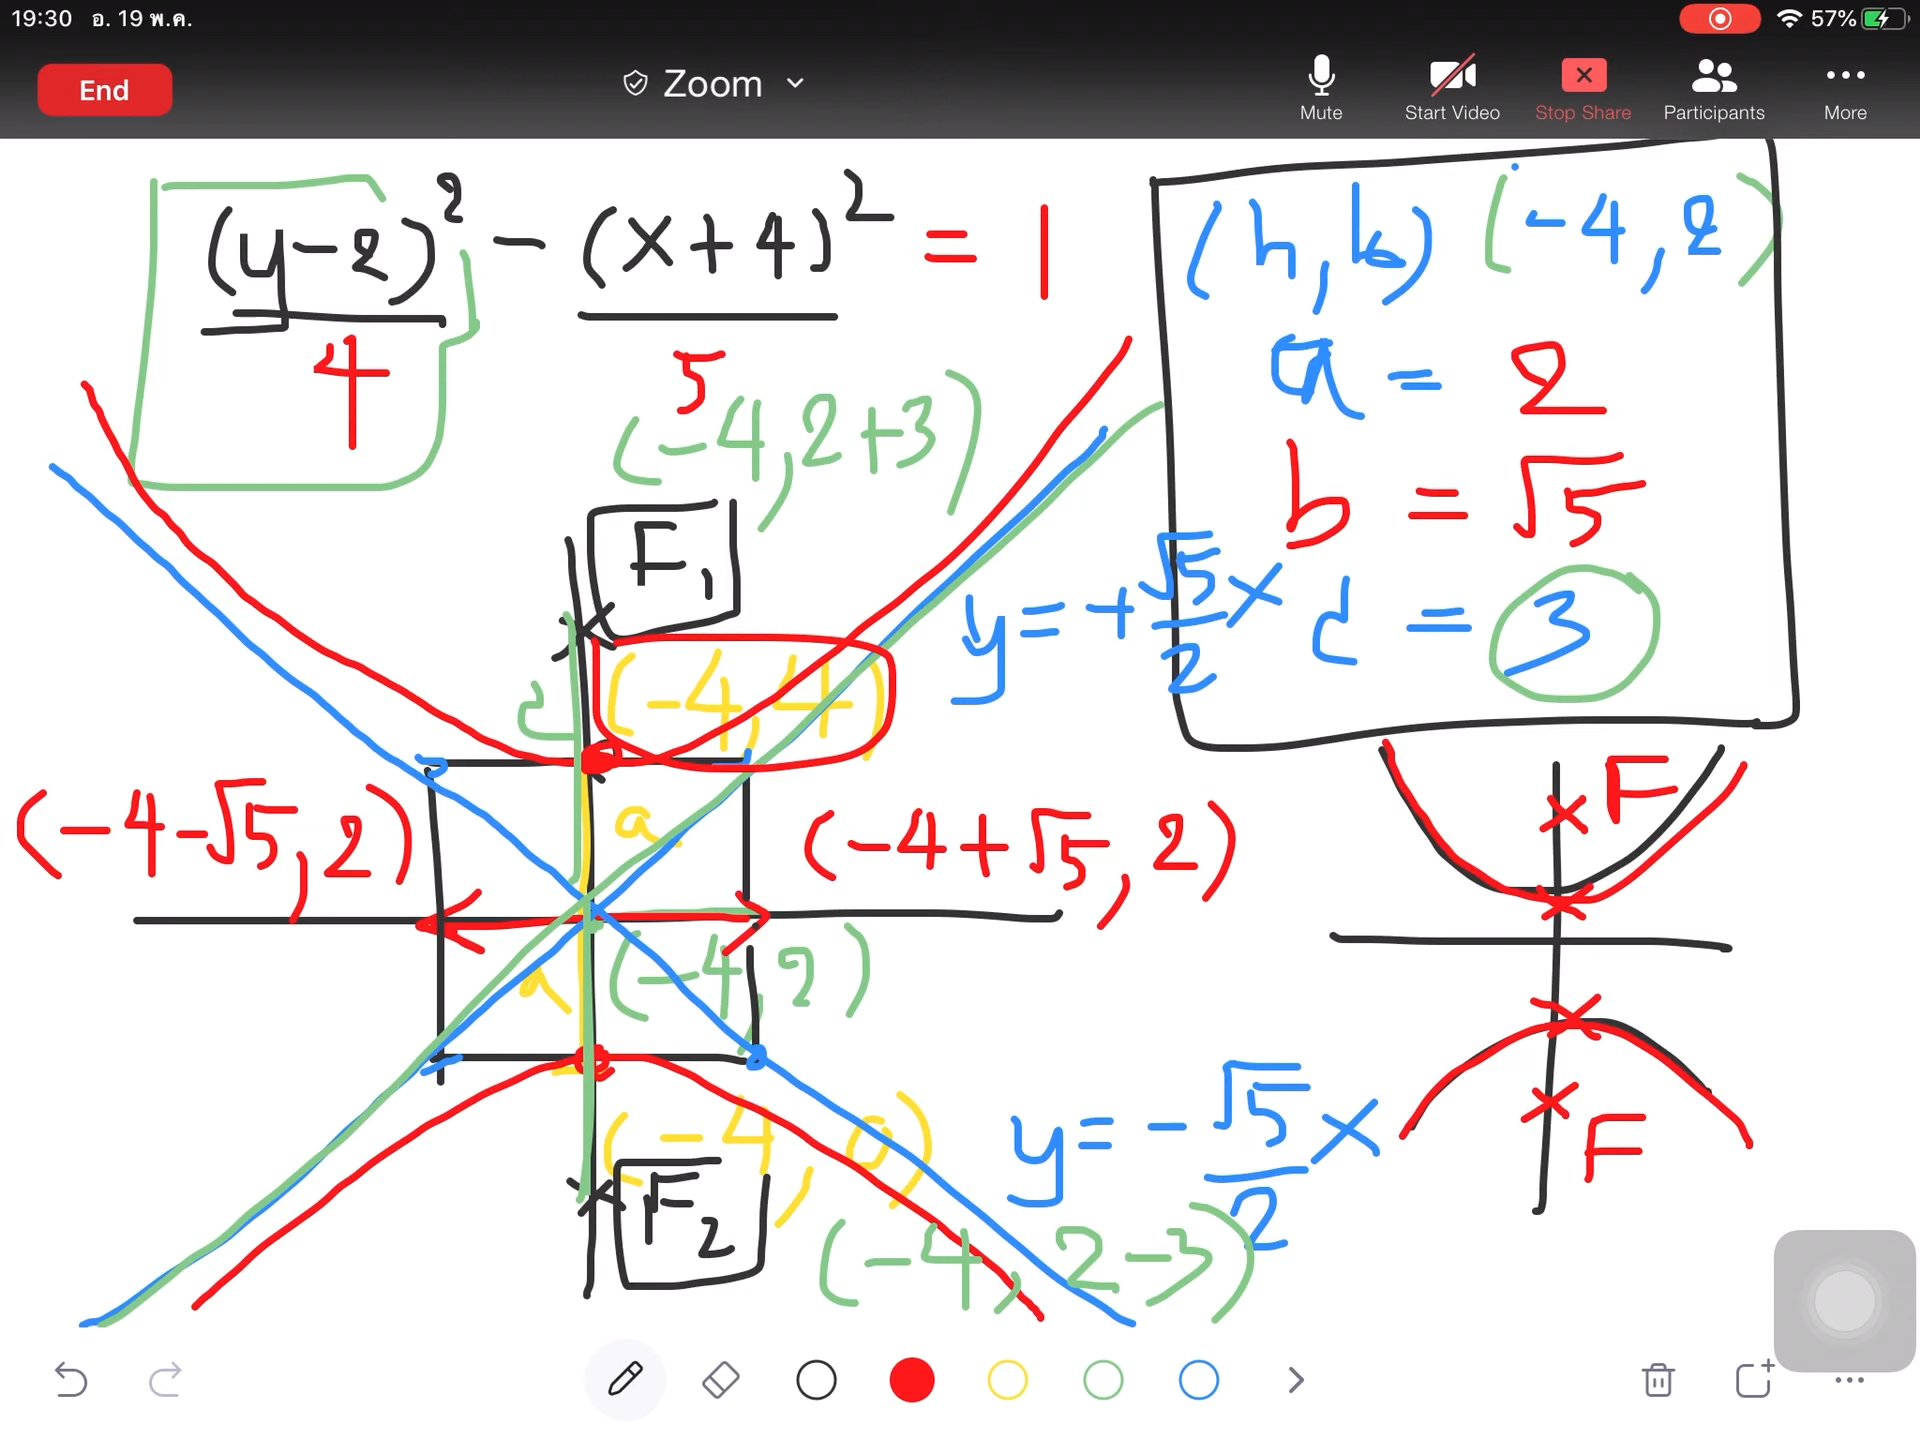 19:30 อ. 19 พ.ค.
57%
End
Zoom
Mute
Start Video
Stop Share
Participants
More
(y-2)² - (x+4)² = 1
4
5
(h,k) (-4,2)
a = 2
b = √5
c = 3
(-4,2+3)
F₁
(-4,4)
y = +√5/2 x
F
c
a
(-4-√5,2)
(-4+√5,2)
a
(-4,2)
(-4,0)
y = -√5/2 x
F
F₂
(-4,2-3)